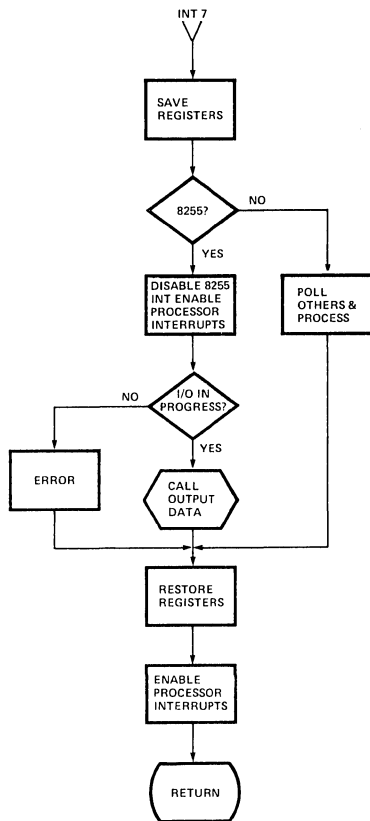 INT 7
SAVE
REGISTERS
8255?
NO
YES
DISABLE 8255
INT ENABLE
PROCESSOR
INTERRUPTS
POLL
OTHERS &
PROCESS
I/O IN
PROGRESS?
NO
YES
ERROR
CALL
OUTPUT
DATA
RESTORE
REGISTERS
ENABLE
PROCESSOR
INTERRUPTS
RETURN